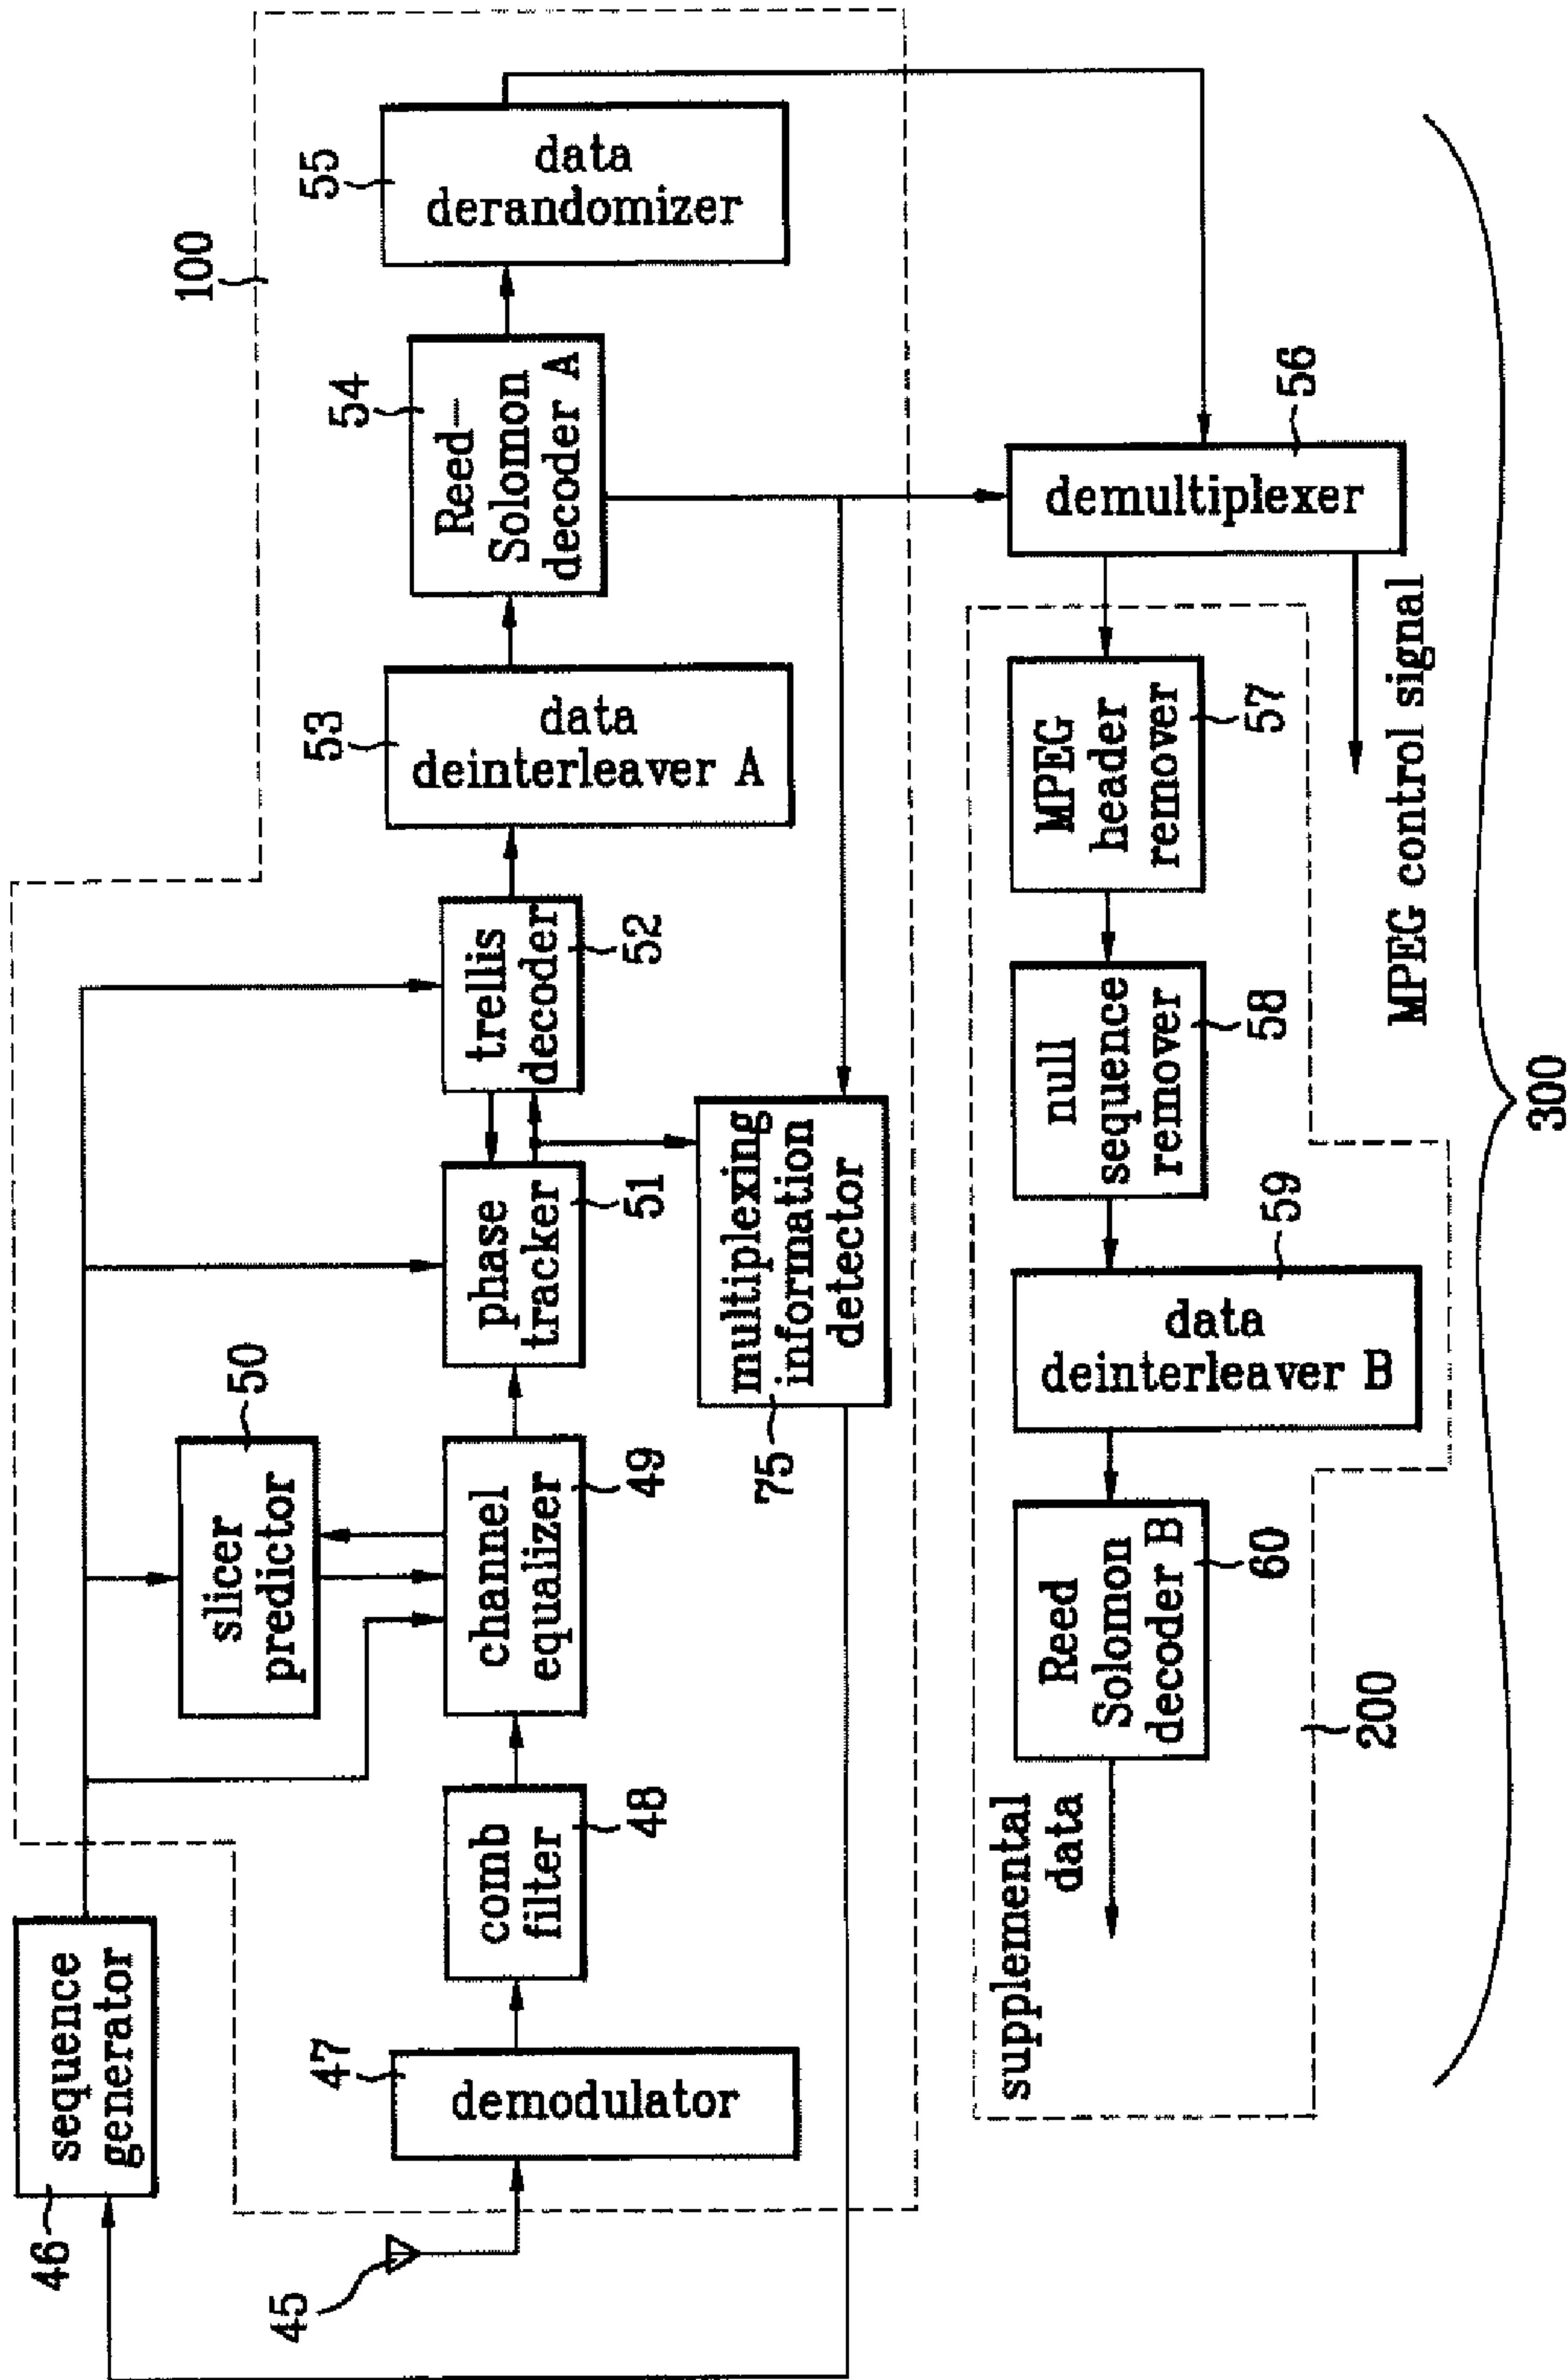 46
sequence
generator
100
50
slicer
predictor
45
47
demodulator
comb
filter
48
channel
equalizer
49
phase
tracker
51
trellis
decoder
52
53
data
deinterleaver A
54
Reed-
Solomon
decoder A
55
data
derandomizer
75
multiplexing
information
detector
supplemental
data
Reed
Solomon
decoder B
60
data
deinterleaver B
59
null
sequence
remover
58
MPEG
header
remover
57
demultiplexer
56
200
MPEG control signal
300